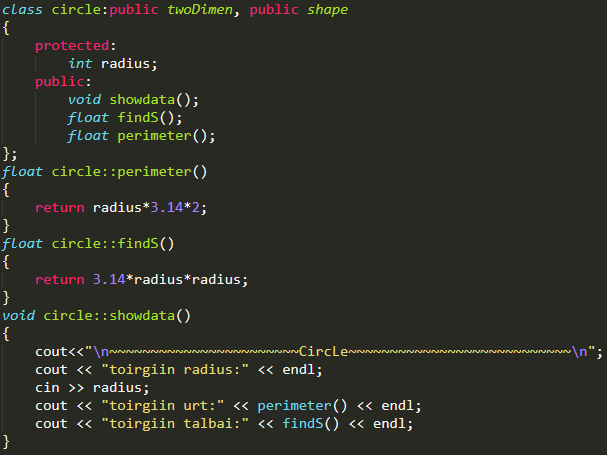 class circle:public twoDimen, public shape
{
    protected:
        int radius;
    public:
        void showdata();
        float findS();
        float perimeter();
};
float circle::perimeter()
{
    return radius*3.14*2;
}
float circle::findS()
{
    return 3.14*radius*radius;
}
void circle::showdata()
{
    cout<<"\n~~~~~~~~~~~~~~~~~~~~~~~CircLe~~~~~~~~~~~~~~~~~~~~~~~~~~~\n";
    cout << "toirgiin radius:" << endl;
    cin >> radius;
    cout << "toirgiin urt:" << perimeter() << endl;
    cout << "toirgiin talbai:" << findS() << endl;
}